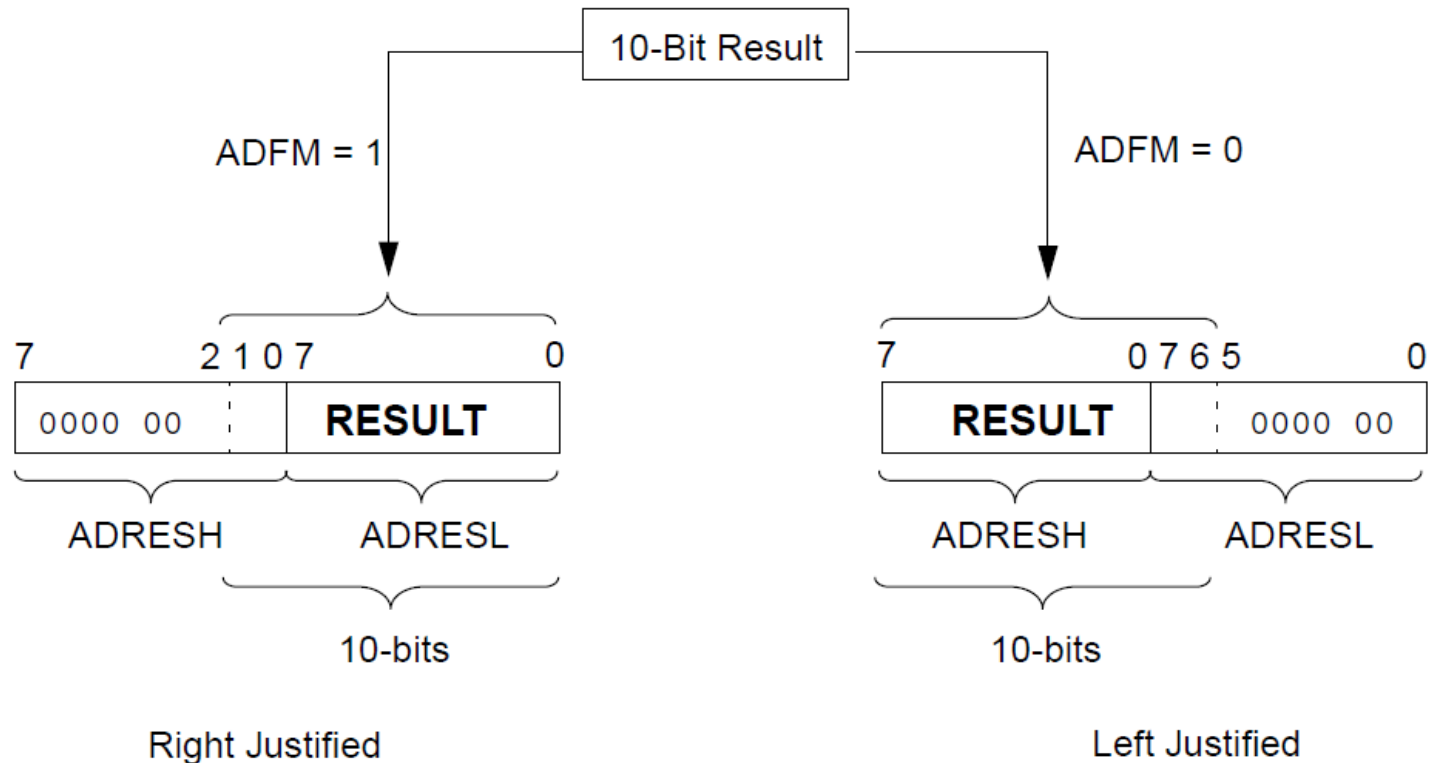 10-Bit Result
ADFM = 1
ADFM = 0
7 2 1 0 7 0
7 0 7 6 5 0
0000 00 RESULT
RESULT 0000 00
ADRESH ADRESL
ADRESH ADRESL
10-bits
10-bits
Right Justified
Left Justified